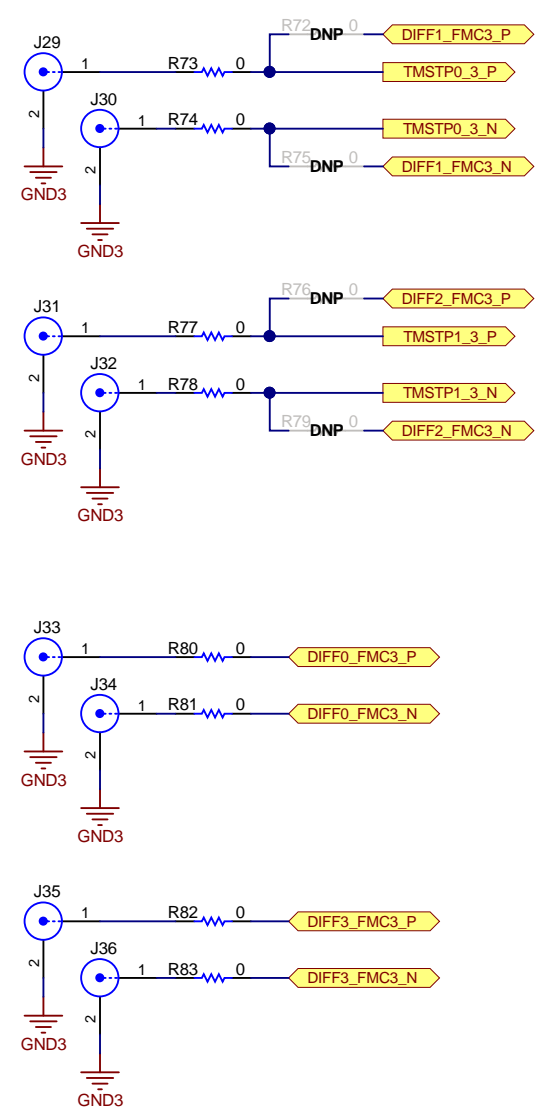 R72 DNP 0 DIFF1_FMC3_P
J29
1 R73 0 TMSTP0_3_P
2
J30
1 R74 0 TMSTP0_3_N
2
R75 DNP 0 DIFF1_FMC3_N
GND3
GND3
R76 DNP 0 DIFF2_FMC3_P
J31
1 R77 0 TMSTP1_3_P
2
J32
1 R78 0 TMSTP1_3_N
2
R79 DNP 0 DIFF2_FMC3_N
GND3
GND3
J33
1 R80 0 DIFF0_FMC3_P
2
J34
1 R81 0 DIFF0_FMC3_N
2
GND3
GND3
J35
1 R82 0 DIFF3_FMC3_P
2
J36
1 R83 0 DIFF3_FMC3_N
2
GND3
GND3